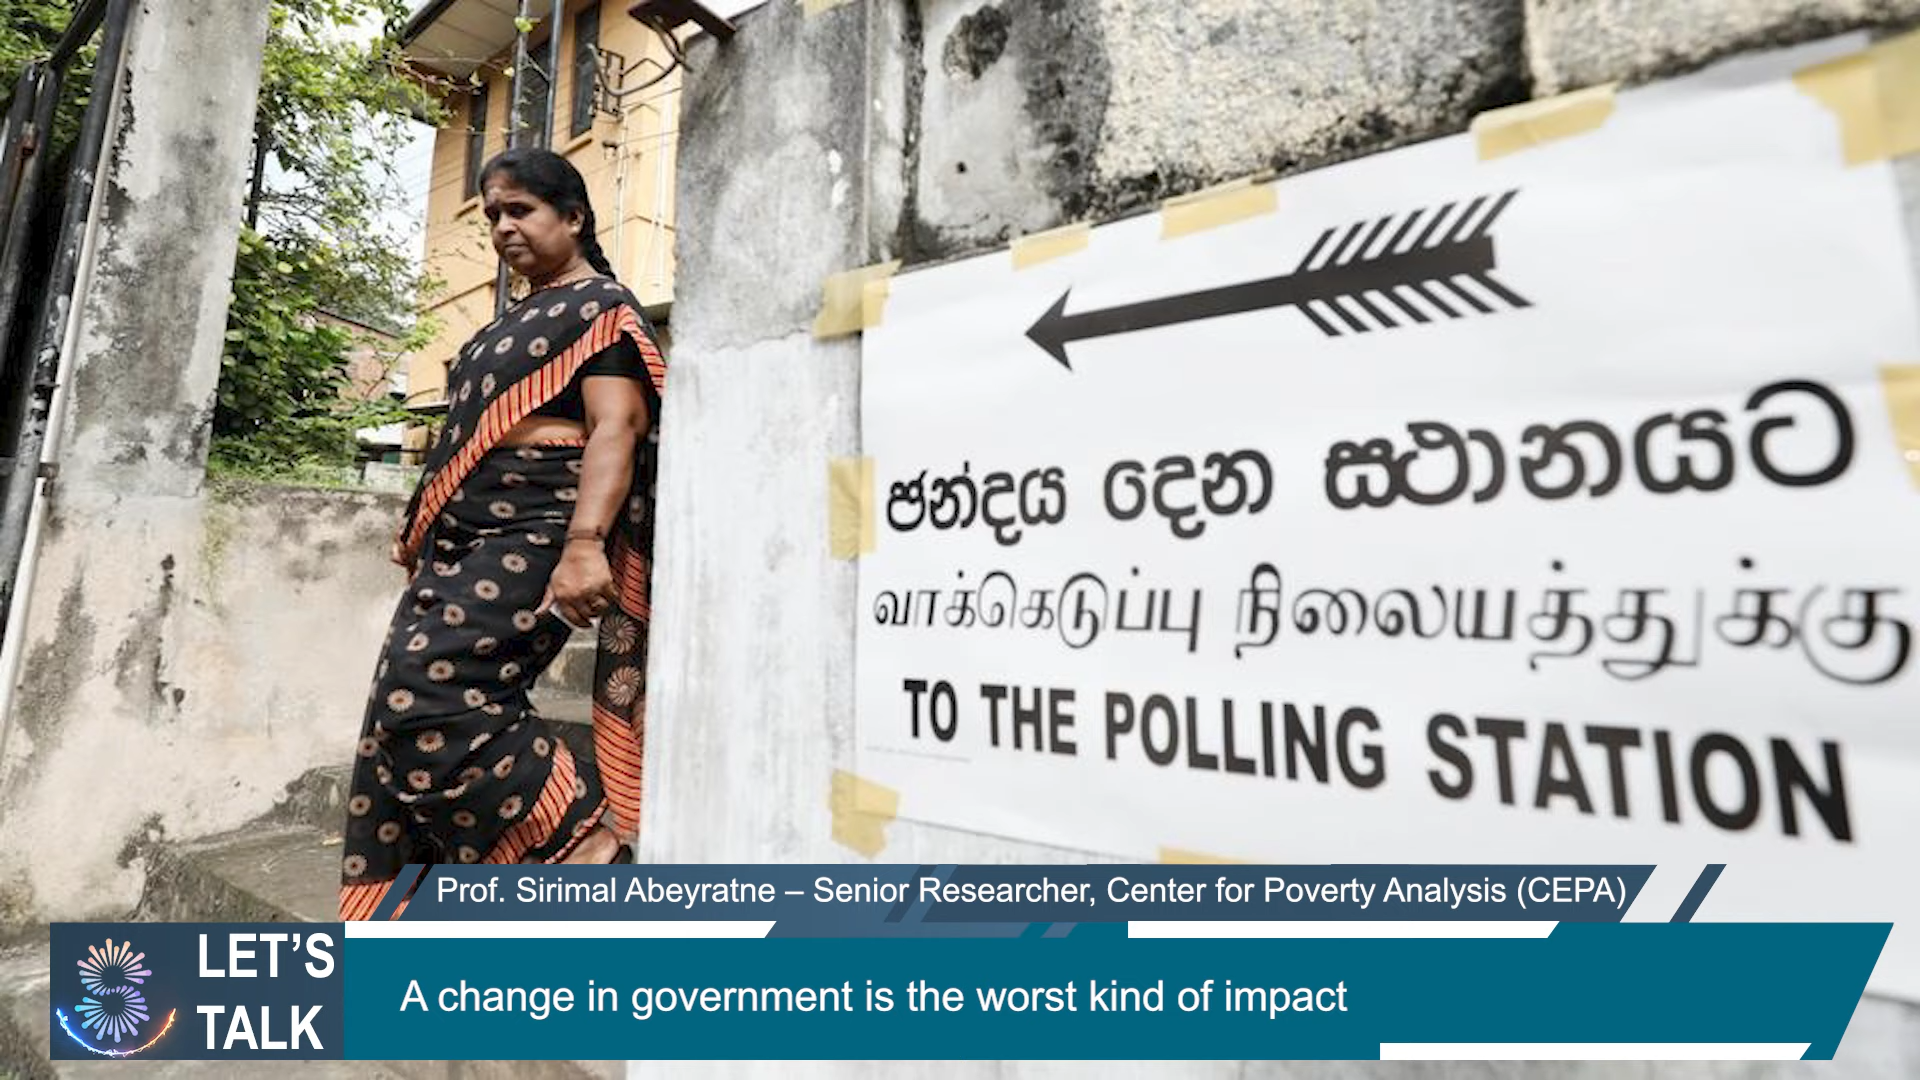 ඡන්දය දෙන ස්ථානයට
வாக்கெடுப்பு நிலையத்துக்கு
TO THE POLLING STATION
Prof. Sirimal Abeyratne – Senior Researcher, Center for Poverty Analysis (CEPA)
LET’S
TALK
A change in government is the worst kind of impact